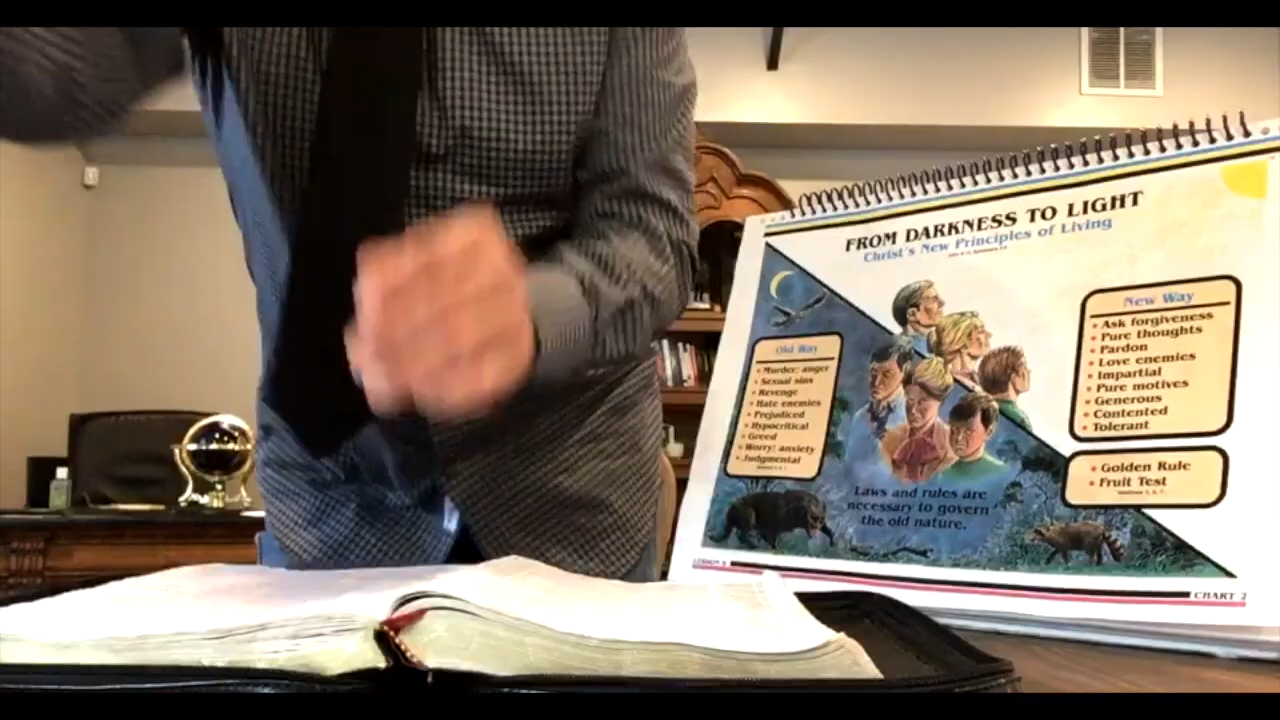 FROM DARKNESS TO LIGHT
Christ's New Principles of Living
Old Way
• Murder: anger
• Sexual sins
• Revenge
• Hate enemies
• Prejudiced
• Hypocritical
• Greed
• Worry: anxiety
• Judgmental
New Way
• Ask forgiveness
• Pure thoughts
• Pardon
• Love enemies
• Impartial
• Pure motives
• Generous
• Contented
• Tolerant
• Golden Rule
• Fruit Test
Laws and rules are
necessary to govern
the old nature.
CHART 2